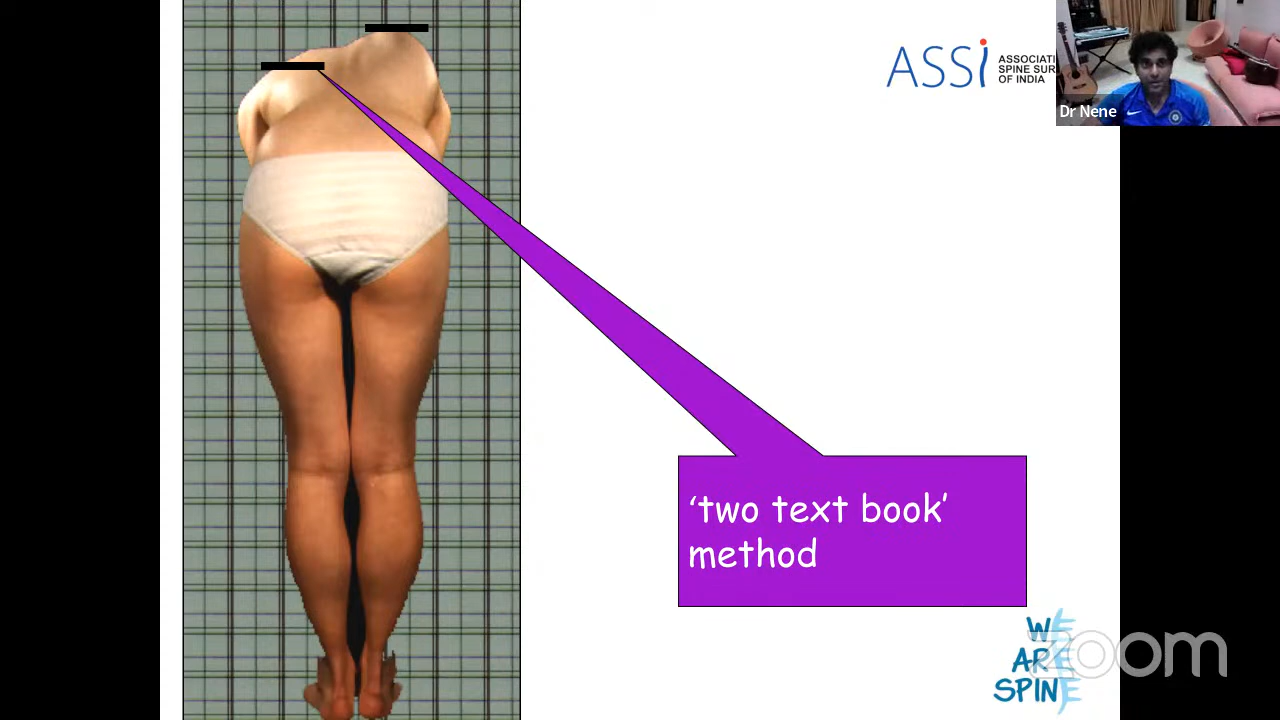 ASSi
ASSOCIATI
SPINE SUR
OF INDIA
Dr Nene
‘two text book’
method
WE
ARE
SPINE
zoom